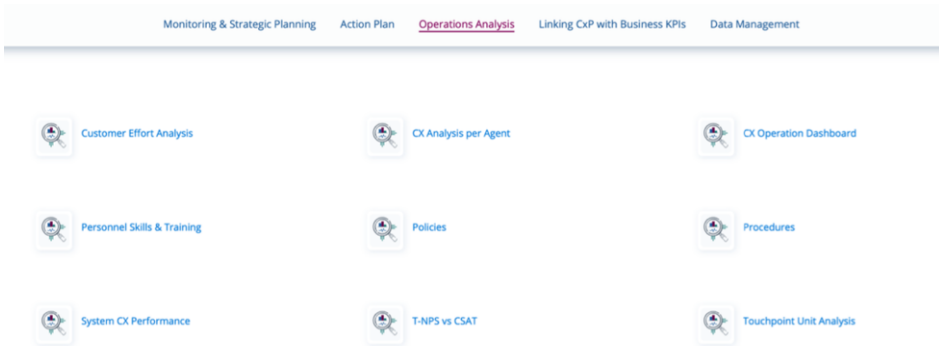 Monitoring & Strategic Planning Action Plan Operations Analysis Linking CxP with Business KPIs Data Management
Customer Effort Analysis CX Analysis per Agent CX Operation Dashboard
Personnel Skills & Training Policies Procedures
System CX Performance T-NPS vs CSAT Touchpoint Unit Analysis